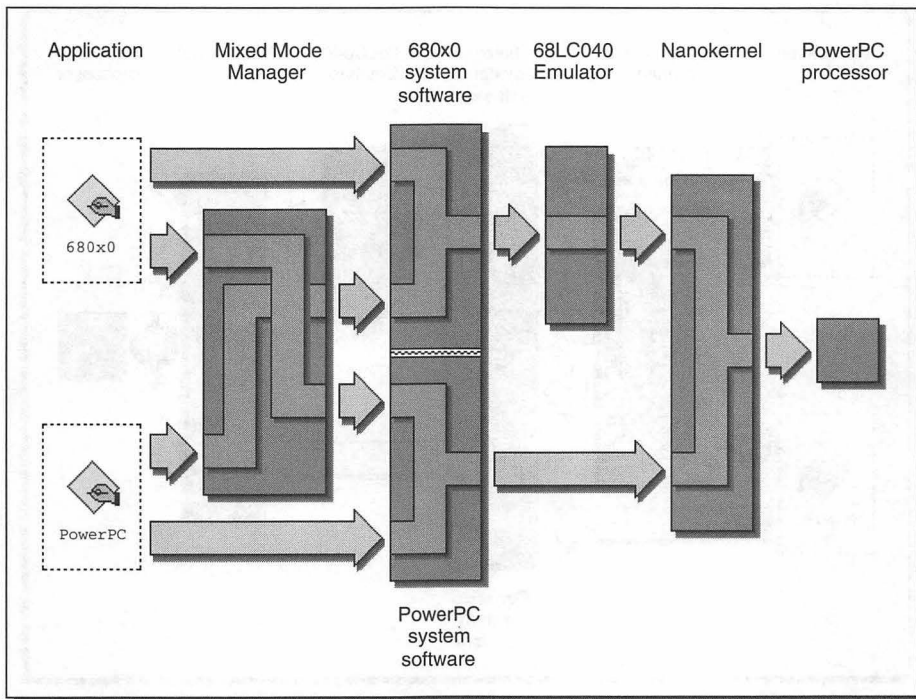 Application
Mixed Mode
Manager
680x0
system
software
68LC040
Emulator
Nanokernel
PowerPC
processor
680x0
PowerPC
PowerPC
system
software